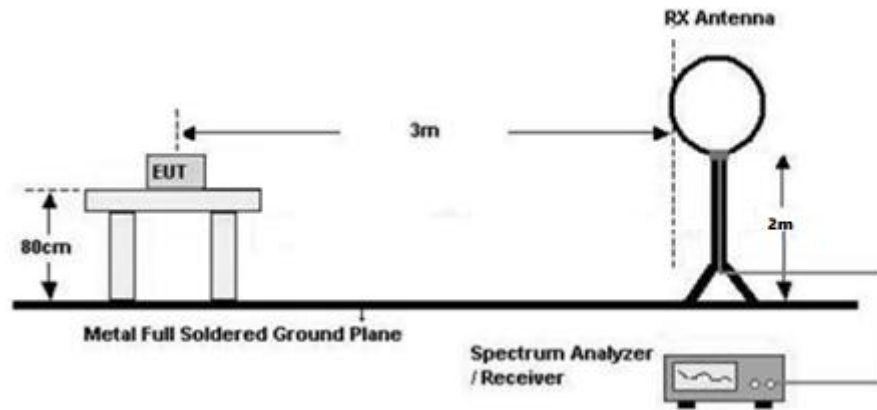 RX Antenna
3m
EUT
80cm
2m
Metal Full Soldered Ground Plane
Spectrum Analyzer
/ Receiver